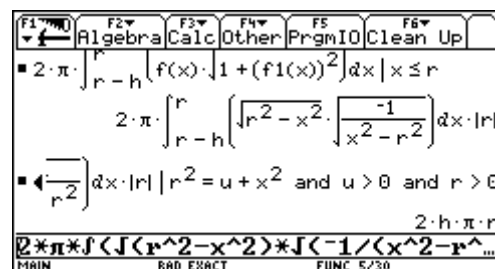 F1 F2 F3 F4 F5 F6
Algebra Calc Other PrgmIO Clean Up
▪ 2·π·∫ r-h r (f(x)·√(1+(f1(x))²))dx | x ≤ r
2·π·∫ r-h r (√(r²-x²)·√(-1/(x²-r²)))dx·|r|
▪ ◀ r²)dx·|r| | r²=u+x² and u>0 and r>0
2·h·π·r
2*π*∫(√(r^2-x^2)*√(-1/(x^2-r^…
MAIN RAD EXACT FUNC 5/30